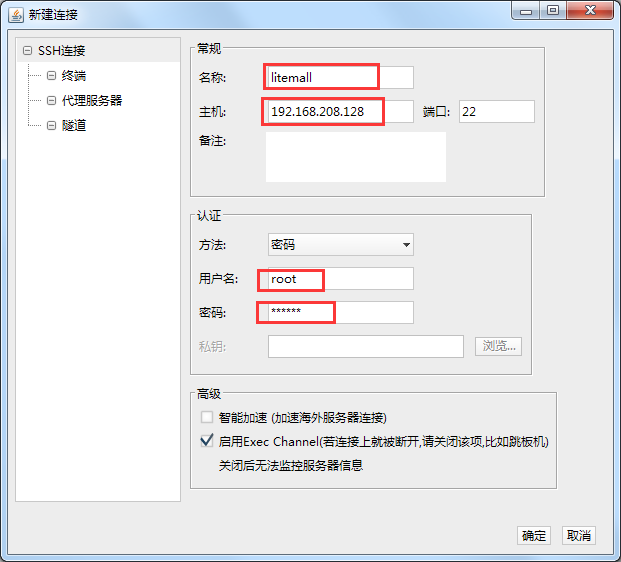 新建连接
SSH连接
终端
代理服务器
隧道
常规
名称: litemall
主机: 192.168.208.128 端口: 22
备注:
认证
方法: 密码
用户名: root
密码: ******
私钥: 浏览...
高级
智能加速 (加速海外服务器连接)
启用Exec Channel(若连接上就被断开,请关闭该项,比如跳板机)
关闭后无法监控服务器信息
确定 取消